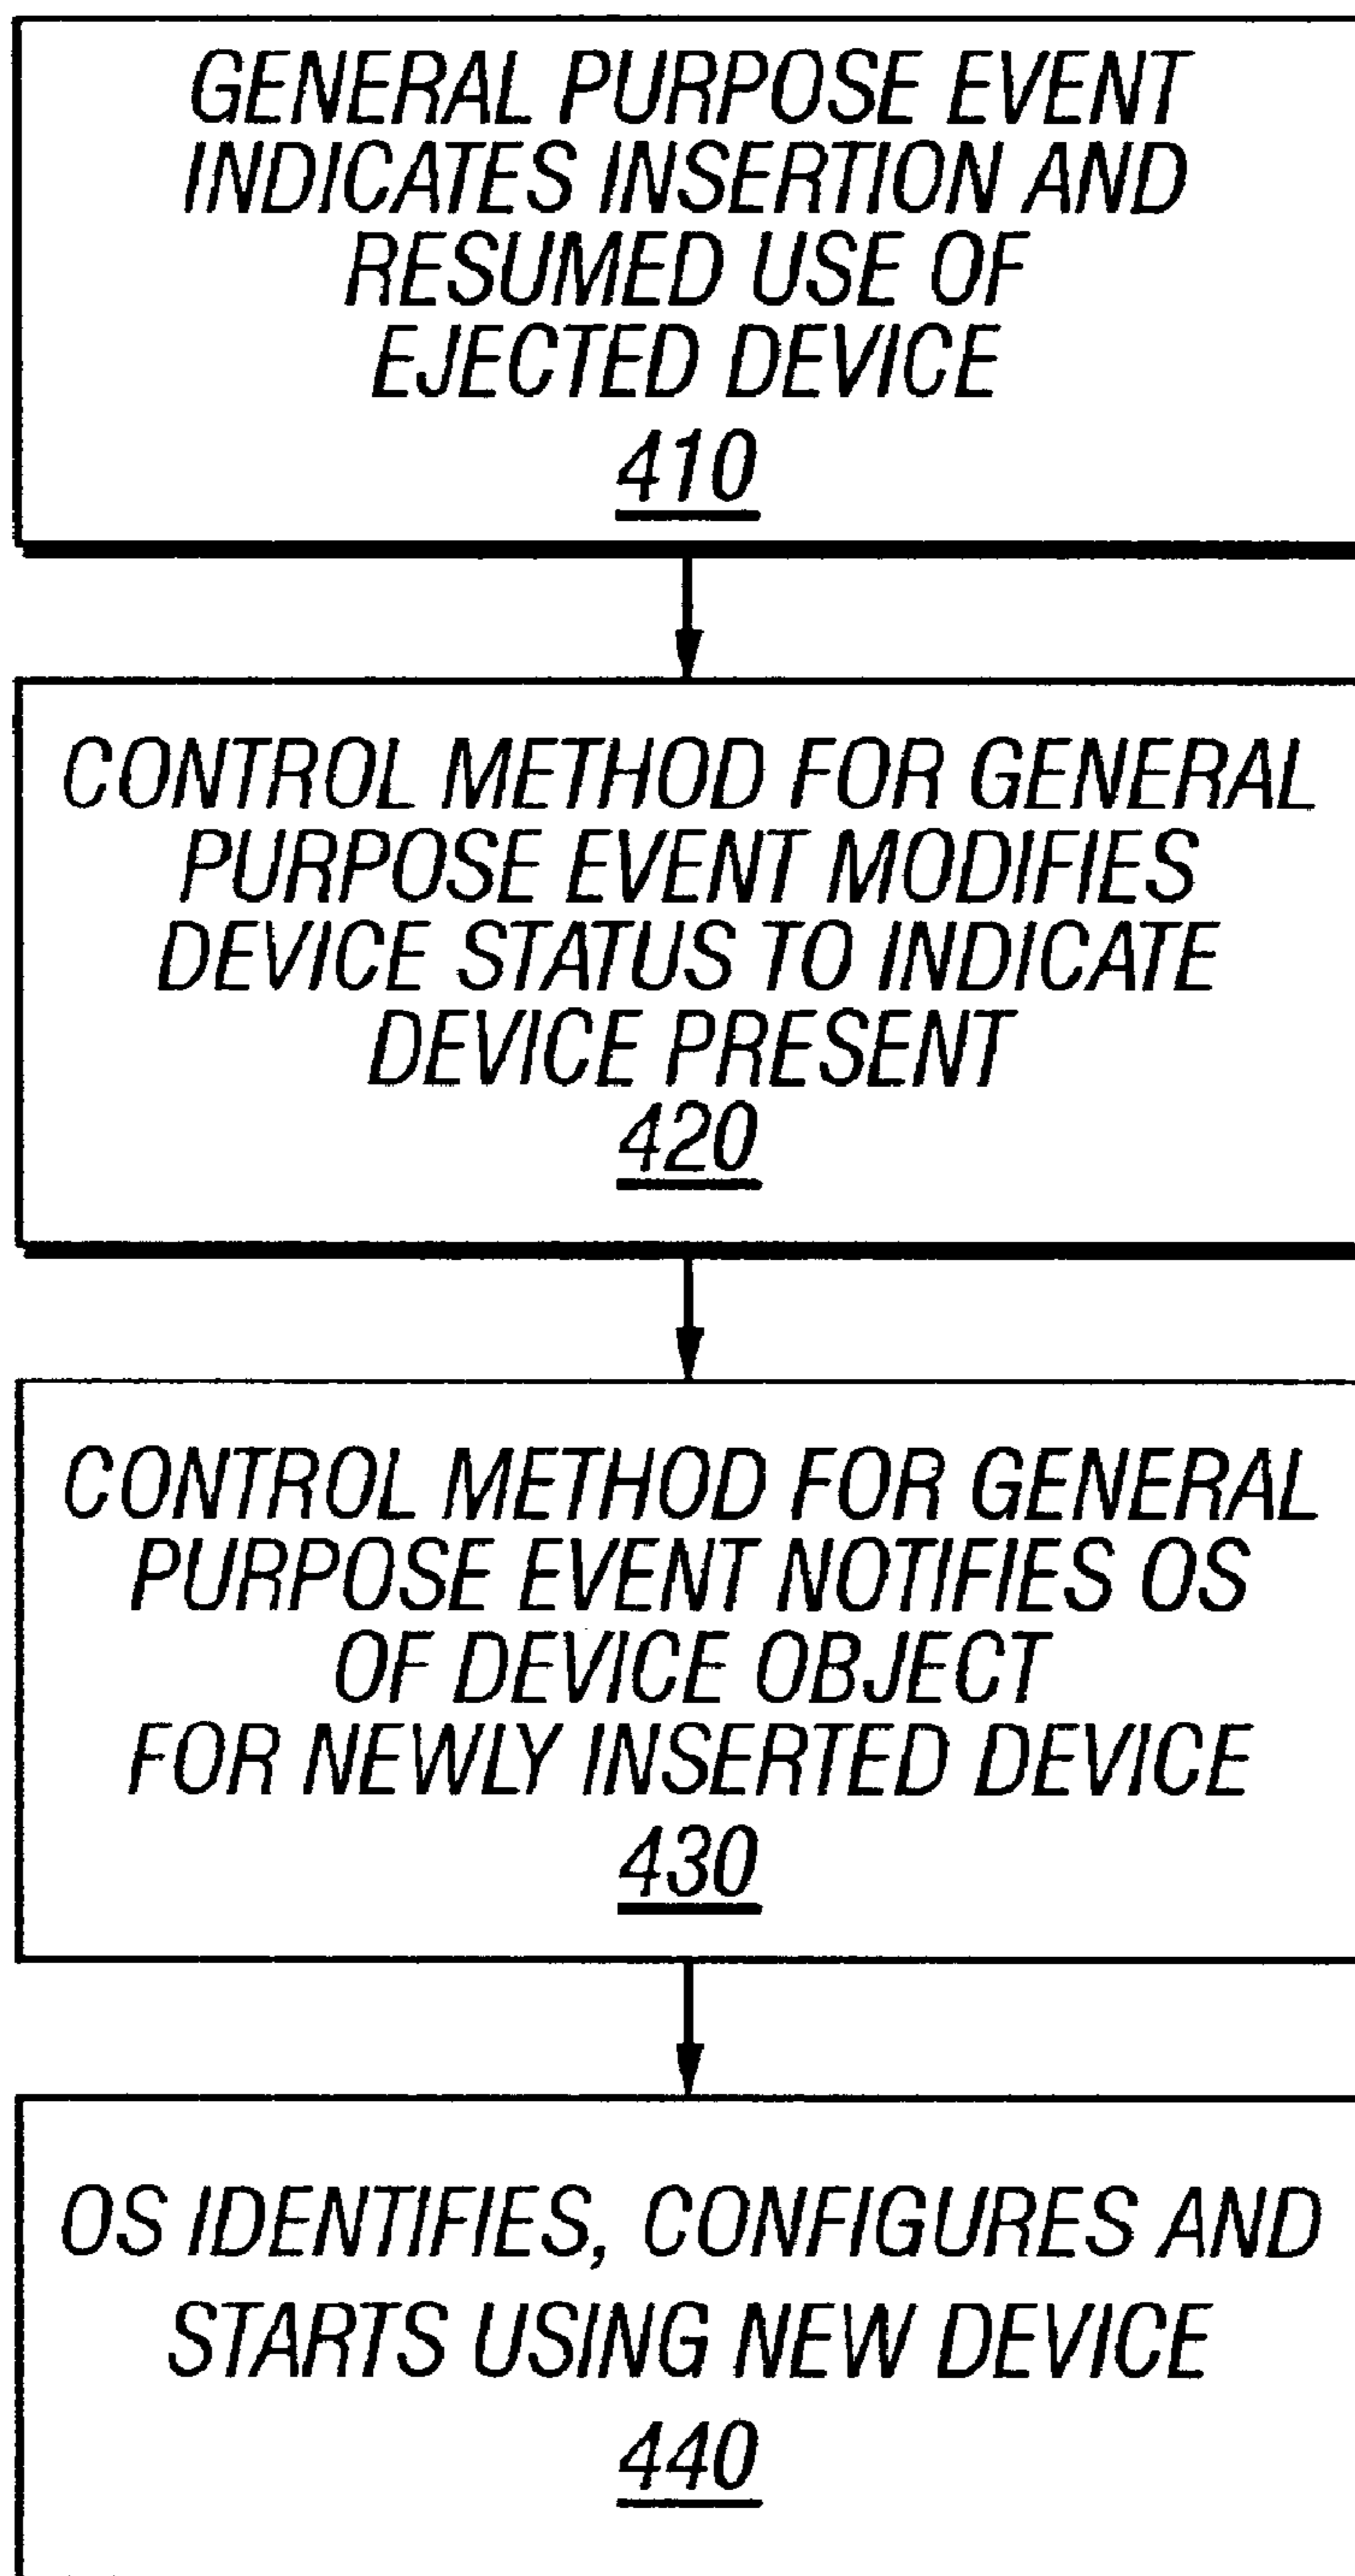 GENERAL PURPOSE EVENT
INDICATES INSERTION AND
RESUMED USE OF
EJECTED DEVICE
410
CONTROL METHOD FOR GENERAL
PURPOSE EVENT MODIFIES
DEVICE STATUS TO INDICATE
DEVICE PRESENT
420
CONTROL METHOD FOR GENERAL
PURPOSE EVENT NOTIFIES OS
OF DEVICE OBJECT
FOR NEWLY INSERTED DEVICE
430
OS IDENTIFIES, CONFIGURES AND
STARTS USING NEW DEVICE
440